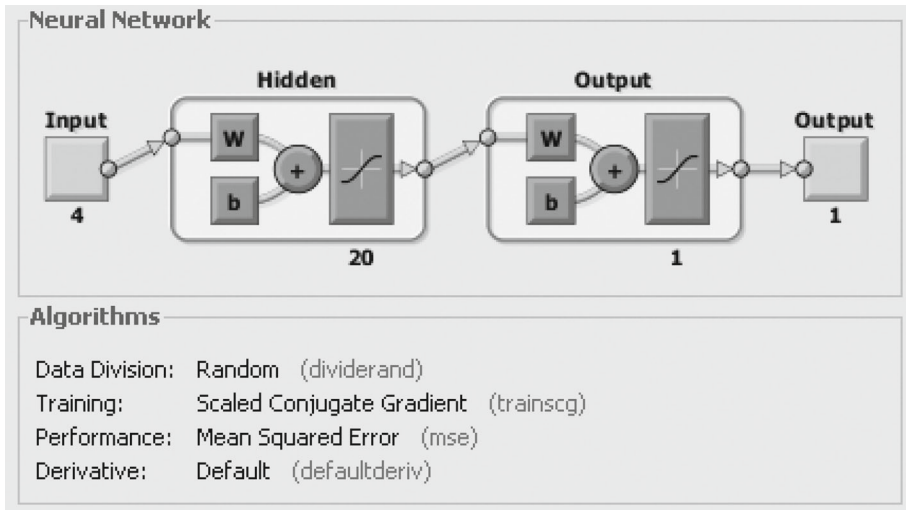 Neural Network
Hidden
Output
Input
Output
W
W
+
+
b
b
4
1
20
1
Algorithms
Data Division: Random (dividerand)
Training: Scaled Conjugate Gradient (trainscg)
Performance: Mean Squared Error (mse)
Derivative: Default (defaultderiv)